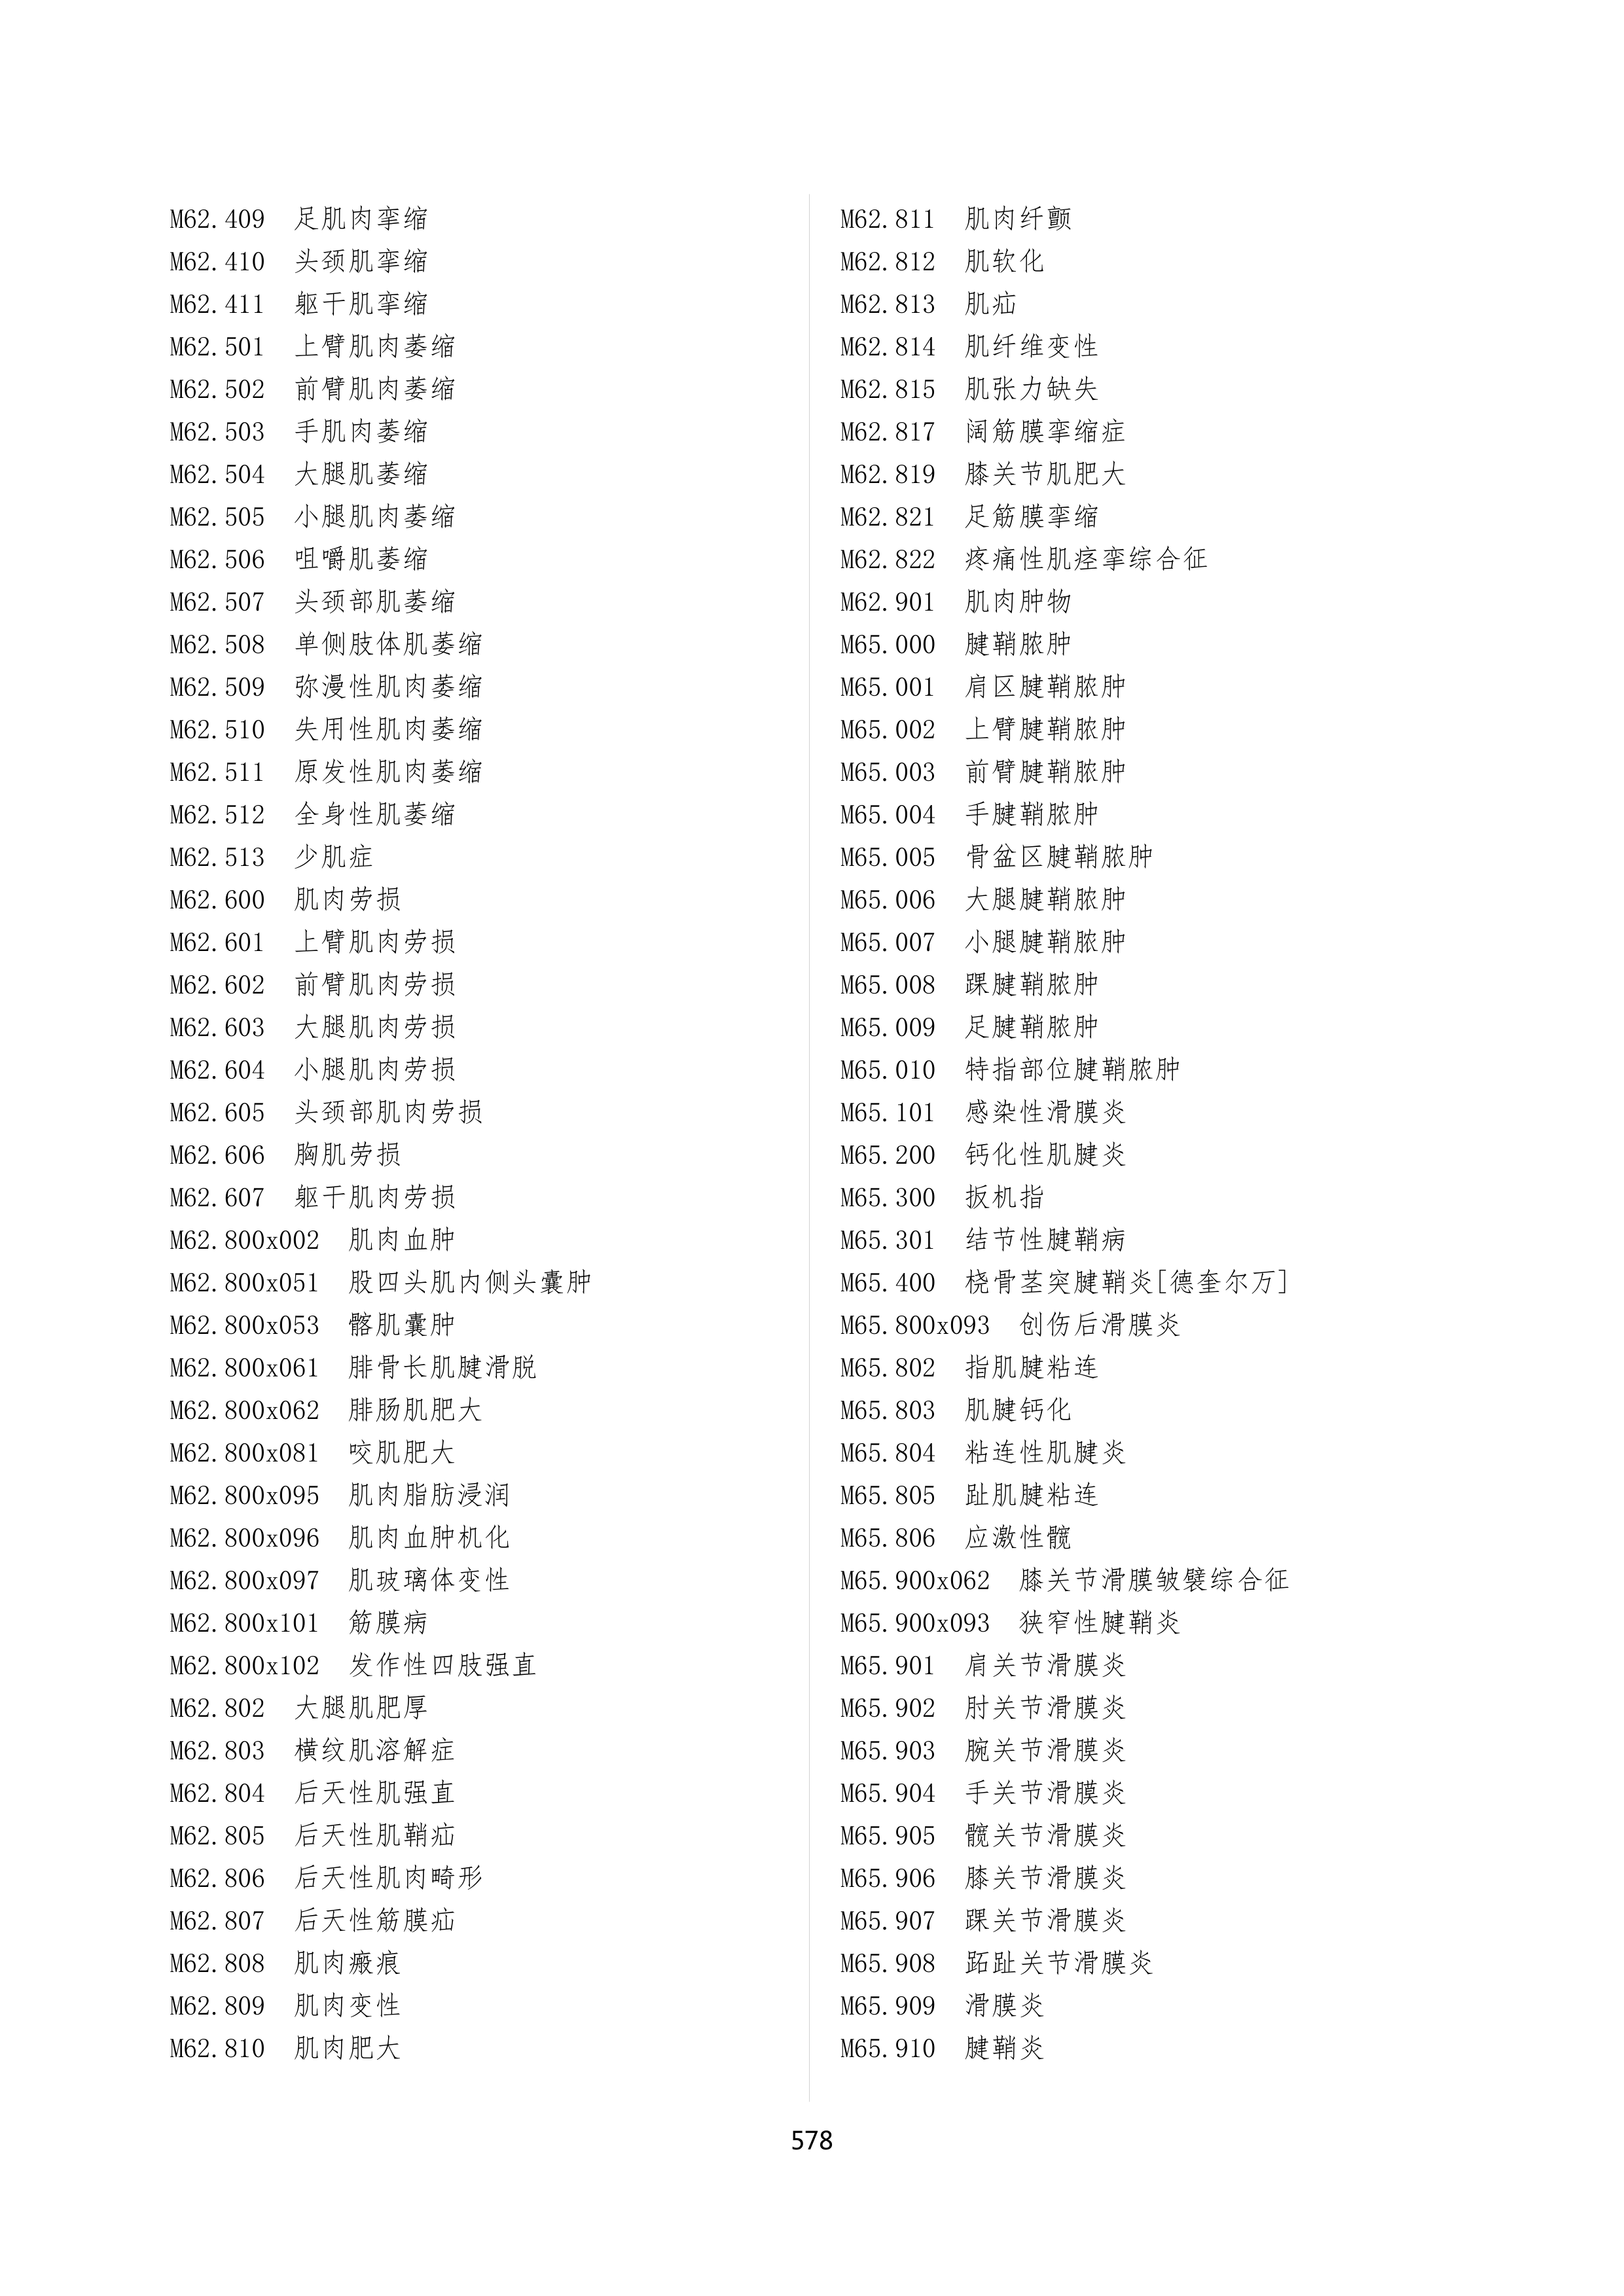 M62.409 足肌肉挛缩
M62.410 头颈肌挛缩
M62.411 躯干肌挛缩
M62.501 上臂肌肉萎缩
M62.502 前臂肌肉萎缩
M62.503 手肌肉萎缩
M62.504 大腿肌萎缩
M62.505 小腿肌肉萎缩
M62.506 咀嚼肌萎缩
M62.507 头颈部肌萎缩
M62.508 单侧肢体肌萎缩
M62.509 弥漫性肌肉萎缩
M62.510 失用性肌肉萎缩
M62.511 原发性肌肉萎缩
M62.512 全身性肌萎缩
M62.513 少肌症
M62.600 肌肉劳损
M62.601 上臂肌肉劳损
M62.602 前臂肌肉劳损
M62.603 大腿肌肉劳损
M62.604 小腿肌肉劳损
M62.605 头颈部肌肉劳损
M62.606 胸肌劳损
M62.607 躯干肌肉劳损
M62.800x002 肌肉血肿
M62.800x051 股四头肌内侧头囊肿
M62.800x053 髂肌囊肿
M62.800x061 腓骨长肌腱滑脱
M62.800x062 腓肠肌肥大
M62.800x081 咬肌肥大
M62.800x095 肌肉脂肪浸润
M62.800x096 肌肉血肿机化
M62.800x097 肌玻璃体变性
M62.800x101 筋膜病
M62.800x102 发作性四肢强直
M62.802 大腿肌肥厚
M62.803 横纹肌溶解症
M62.804 后天性肌强直
M62.805 后天性肌鞘疝
M62.806 后天性肌肉畸形
M62.807 后天性筋膜疝
M62.808 肌肉瘢痕
M62.809 肌肉变性
M62.810 肌肉肥大
M62.811 肌肉纤颤
M62.812 肌软化
M62.813 肌疝
M62.814 肌纤维变性
M62.815 肌张力缺失
M62.817 阔筋膜挛缩症
M62.819 膝关节肌肥大
M62.821 足筋膜挛缩
M62.822 疼痛性肌痉挛综合征
M62.901 肌肉肿物
M65.000 腱鞘脓肿
M65.001 肩区腱鞘脓肿
M65.002 上臂腱鞘脓肿
M65.003 前臂腱鞘脓肿
M65.004 手腱鞘脓肿
M65.005 骨盆区腱鞘脓肿
M65.006 大腿腱鞘脓肿
M65.007 小腿腱鞘脓肿
M65.008 踝腱鞘脓肿
M65.009 足腱鞘脓肿
M65.010 特指部位腱鞘脓肿
M65.101 感染性滑膜炎
M65.200 钙化性肌腱炎
M65.300 扳机指
M65.301 结节性腱鞘病
M65.400 桡骨茎突腱鞘炎[德奎尔万]
M65.800x093 创伤后滑膜炎
M65.802 指肌腱粘连
M65.803 肌腱钙化
M65.804 粘连性肌腱炎
M65.805 趾肌腱粘连
M65.806 应激性髋
M65.900x062 膝关节滑膜皱襞综合征
M65.900x093 狭窄性腱鞘炎
M65.901 肩关节滑膜炎
M65.902 肘关节滑膜炎
M65.903 腕关节滑膜炎
M65.904 手关节滑膜炎
M65.905 髋关节滑膜炎
M65.906 膝关节滑膜炎
M65.907 踝关节滑膜炎
M65.908 跖趾关节滑膜炎
M65.909 滑膜炎
M65.910 腱鞘炎
578